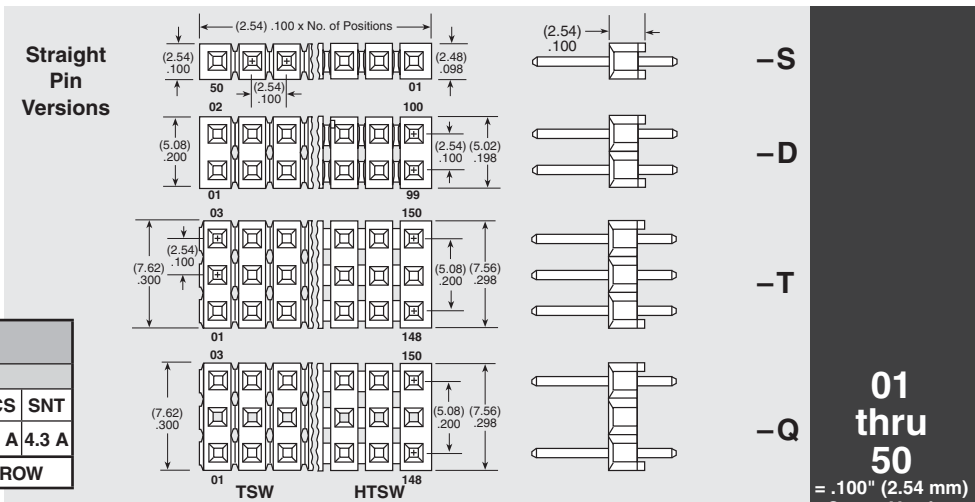 Straight
Pin
Versions
(2.54) .100 x No. of Positions
(2.54)
.100
50
(2.54)
.100
01
(2.48)
.098
(2.54)
.100
–S
02
100
(5.08)
.200
(2.54)
.100
(5.02)
.198
01
99
–D
03
150
(7.62)
.300
(2.54)
.100
(5.08)
.200
(7.56)
.298
01
148
–T
03
150
(7.62)
.300
(5.08)
.200
(7.56)
.298
01
148
–Q
TSW
HTSW
CS SNT
A 4.3 A
ROW
01
thru
50
= .100" (2.54 mm)